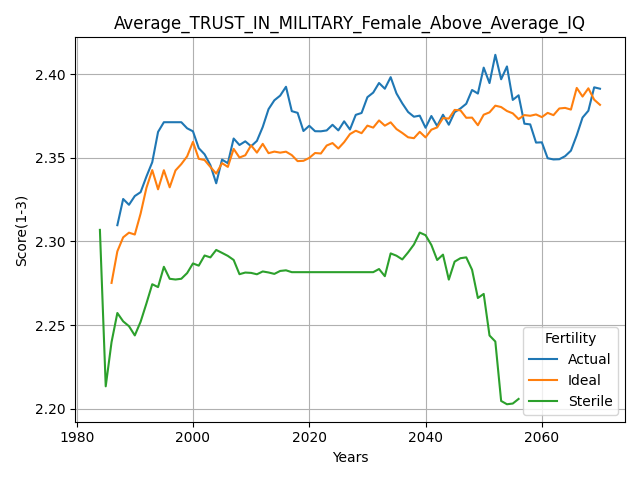 Average_TRUST_IN_MILITARY_Female_Above_Average_IQ
2.40
2.35
2.30
2.25
2.20
Score(1-3)
1980
2000
2020
2040
2060
Years
Fertility
Actual
Ideal
Sterile